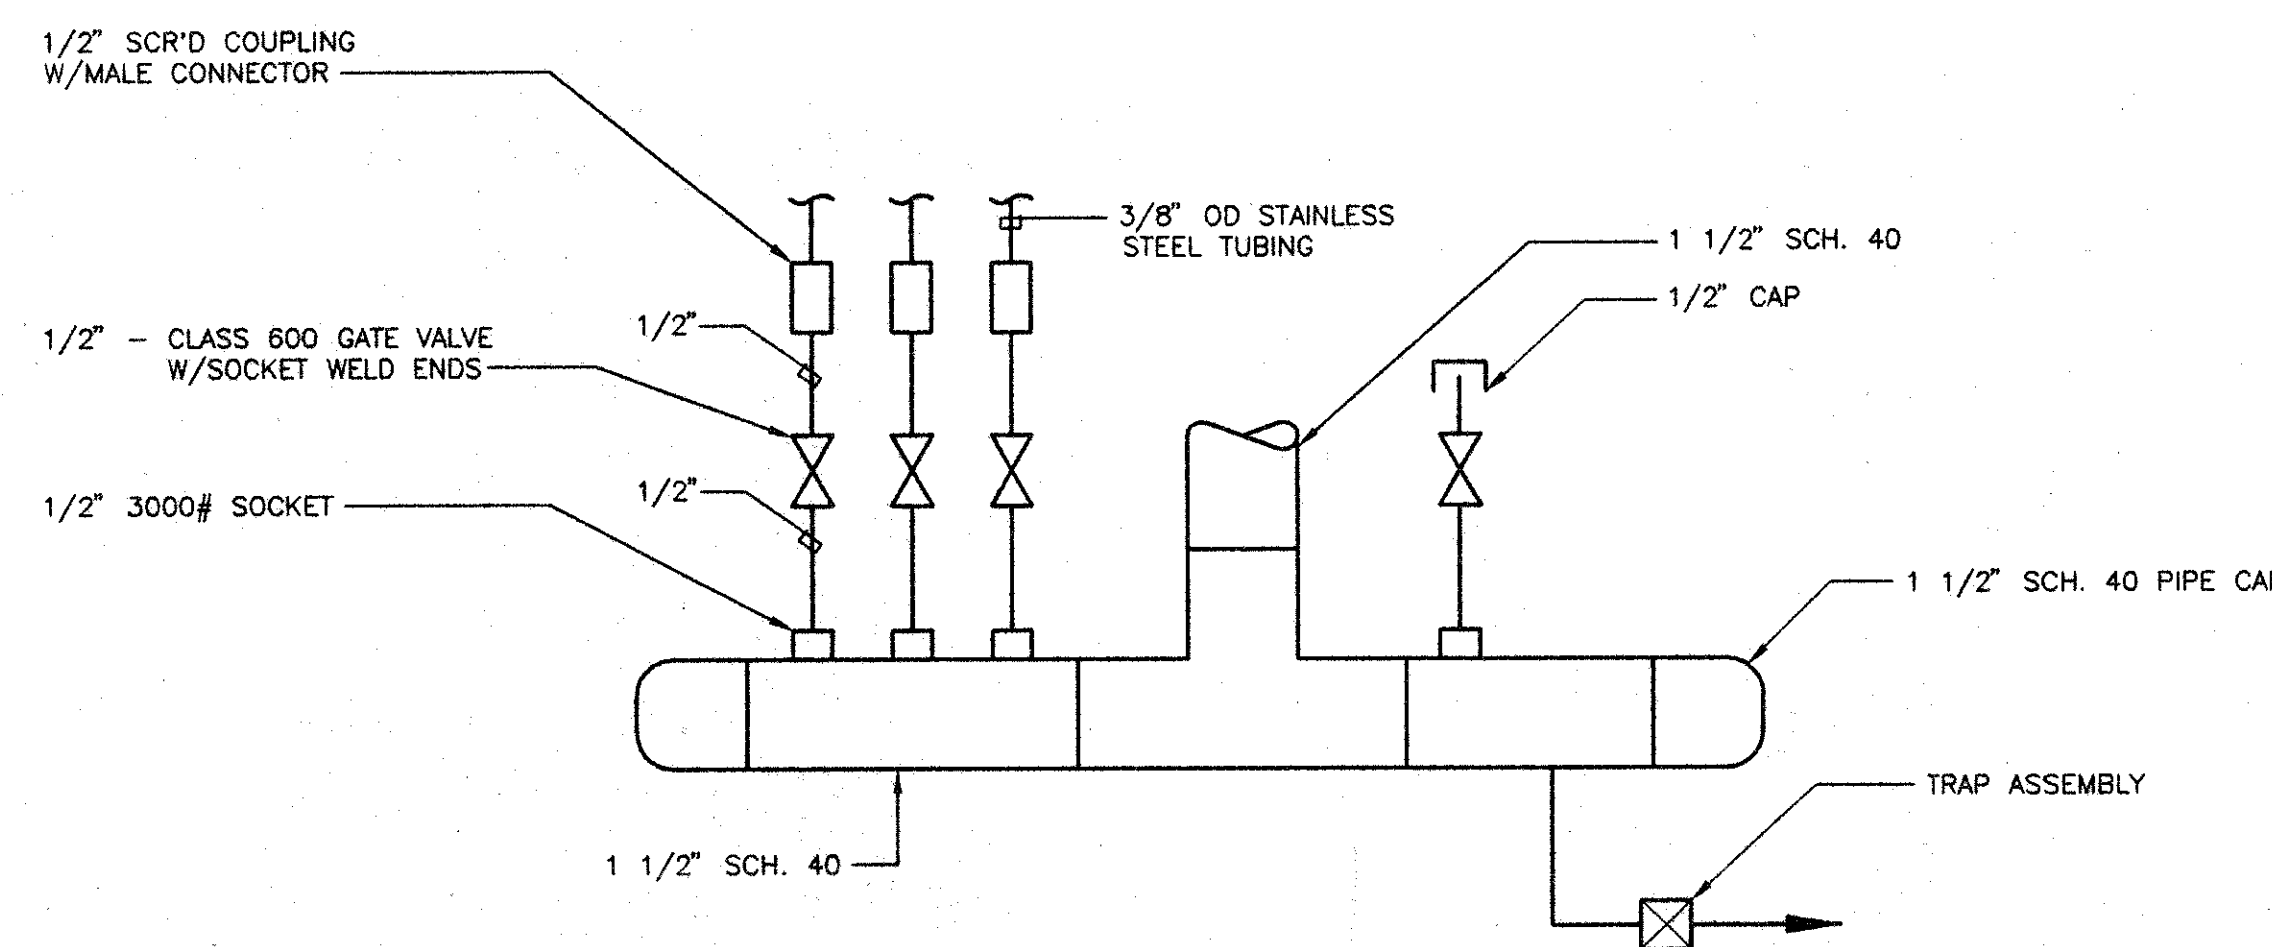 1/2" SCR'D COUPLING
W/MALE CONNECTOR
3/8" OD STAINLESS
STEEL TUBING
1 1/2" SCH. 40
1/2" CAP
1/2" – CLASS 600 GATE VALVE
W/SOCKET WELD ENDS
1/2"
1/2" 3000# SOCKET
1/2"
1 1/2" SCH. 40 PIPE
TRAP ASSEMBLY
1 1/2" SCH. 40